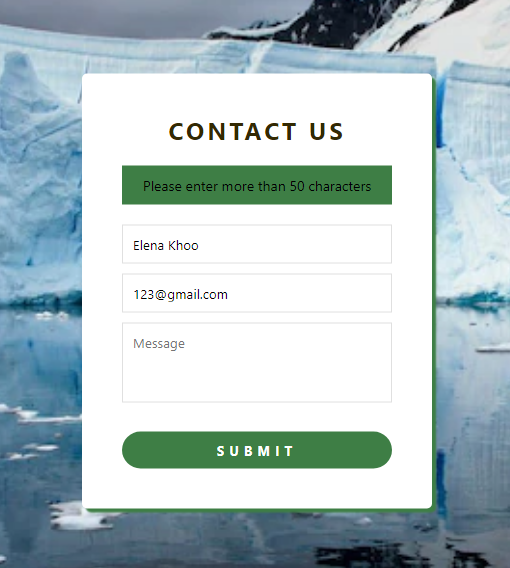 CONTACT US
Please enter more than 50 characters
Elena Khoo
123@gmail.com
Message
SUBMIT